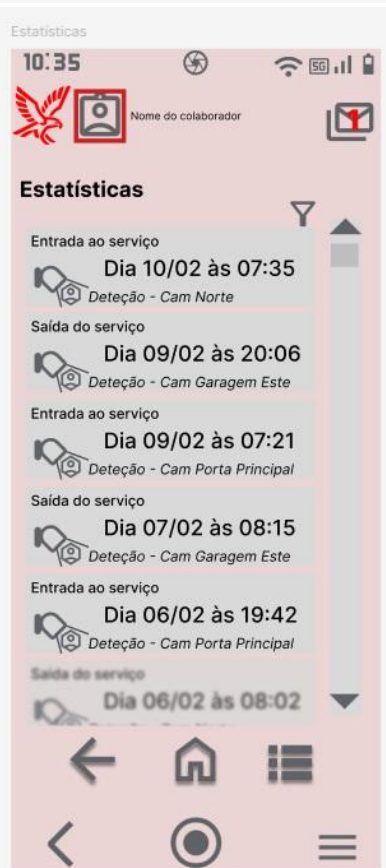 Estatísticas
10:35
5G
Nome do colaborador
1
Estatísticas
Entrada ao serviço
Dia 10/02 às 07:35
Deteção - Cam Norte
Saída do serviço
Dia 09/02 às 20:06
Deteção - Cam Garagem Este
Entrada ao serviço
Dia 09/02 às 07:21
Deteção - Cam Porta Principal
Saída do serviço
Dia 07/02 às 08:15
Deteção - Cam Garagem Este
Entrada ao serviço
Dia 06/02 às 19:42
Deteção - Cam Porta Principal
Saída do serviço
Dia 06/02 às 08:02